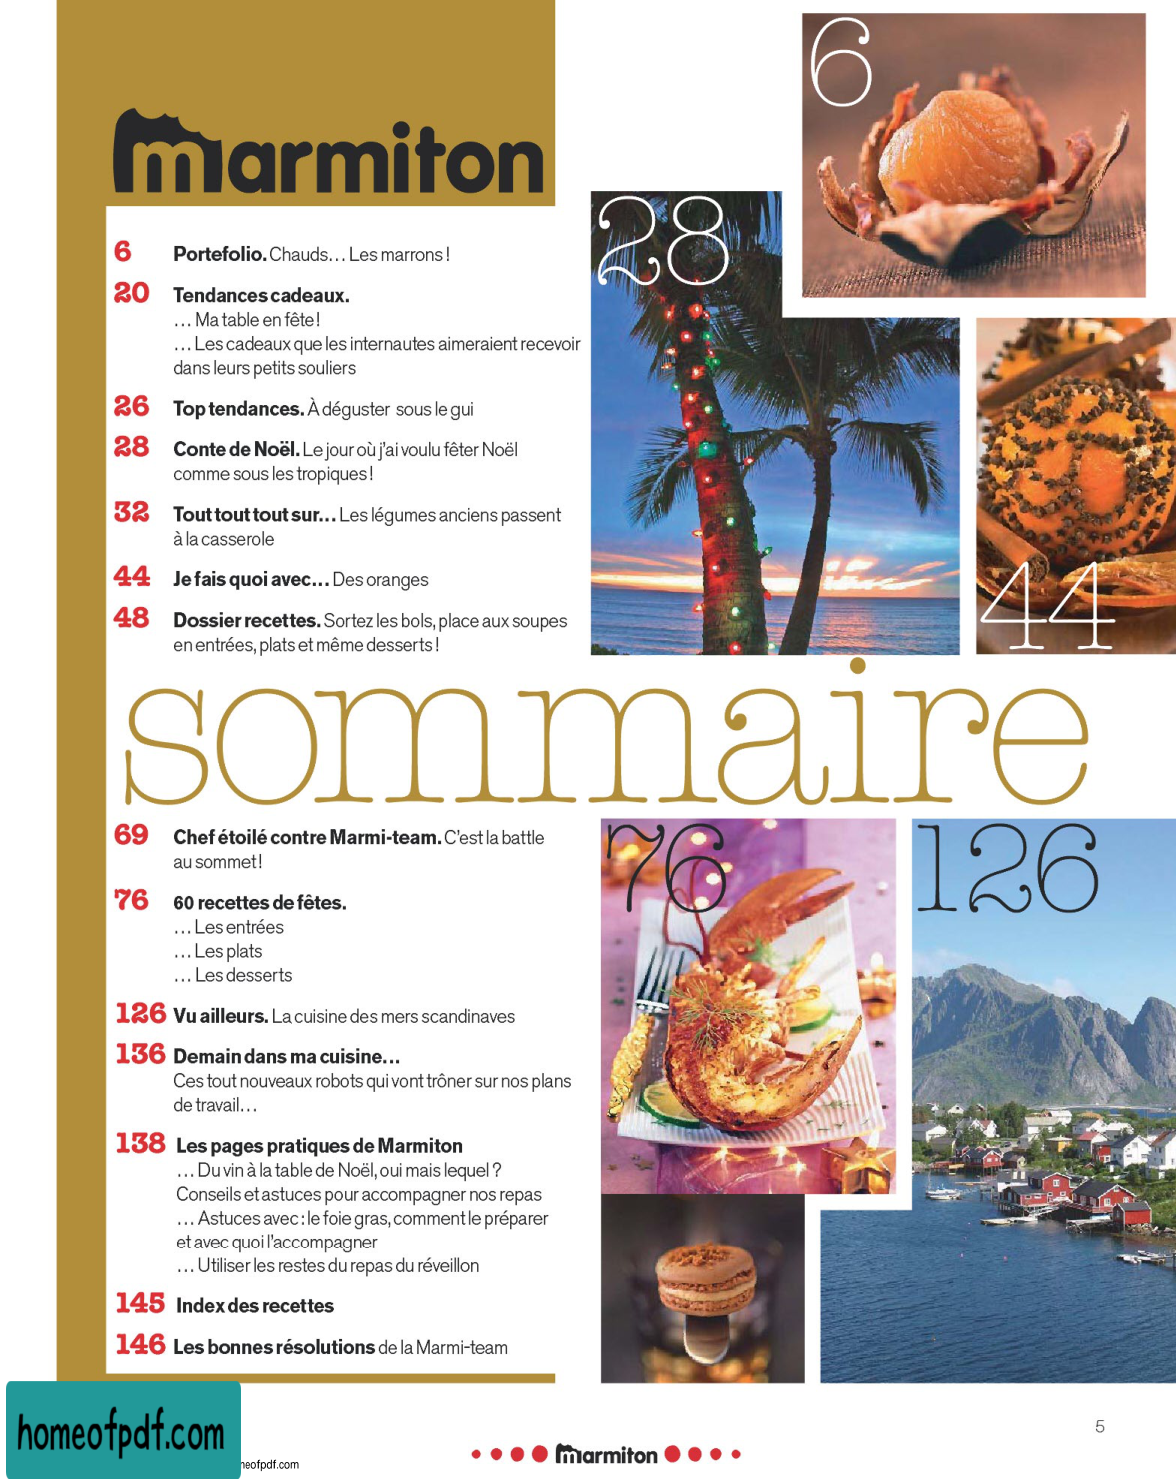 marmiton
6 Portefolio. Chauds... Les marrons !
20 Tendances cadeaux.
... Ma table en fête !
... Les cadeaux que les internautes aimeraient recevoir
dans leurs petits souliers
26 Top tendances. À déguster sous le gui
28 Conte de Noël. Le jour où j'ai voulu fêter Noël
comme sous les tropiques !
32 Tout tout tout sur... Les légumes anciens passent
à la casserole
44 Je fais quoi avec... Des oranges
48 Dossier recettes. Sortez les bols, place aux soupes
en entrées, plats et même desserts !
6
28
44
sommaire
69 Chef étoilé contre Marmi-team. C'est la battle
au sommet !
76 60 recettes de fêtes.
... Les entrées
... Les plats
... Les desserts
126 Vu ailleurs. La cuisine des mers scandinaves
136 Demain dans ma cuisine...
Ces tout nouveaux robots qui vont trôner sur nos plans
de travail...
138 Les pages pratiques de Marmiton
... Du vin à la table de Noël, oui mais lequel ?
Conseils et astuces pour accompagner nos repas
... Astuces avec : le foie gras, comment le préparer
et avec quoi l'accompagner
... Utiliser les restes du repas du réveillon
145 Index des recettes
146 Les bonnes résolutions de la Marmi-team
76
126
5
homeofpdf.com
marmiton